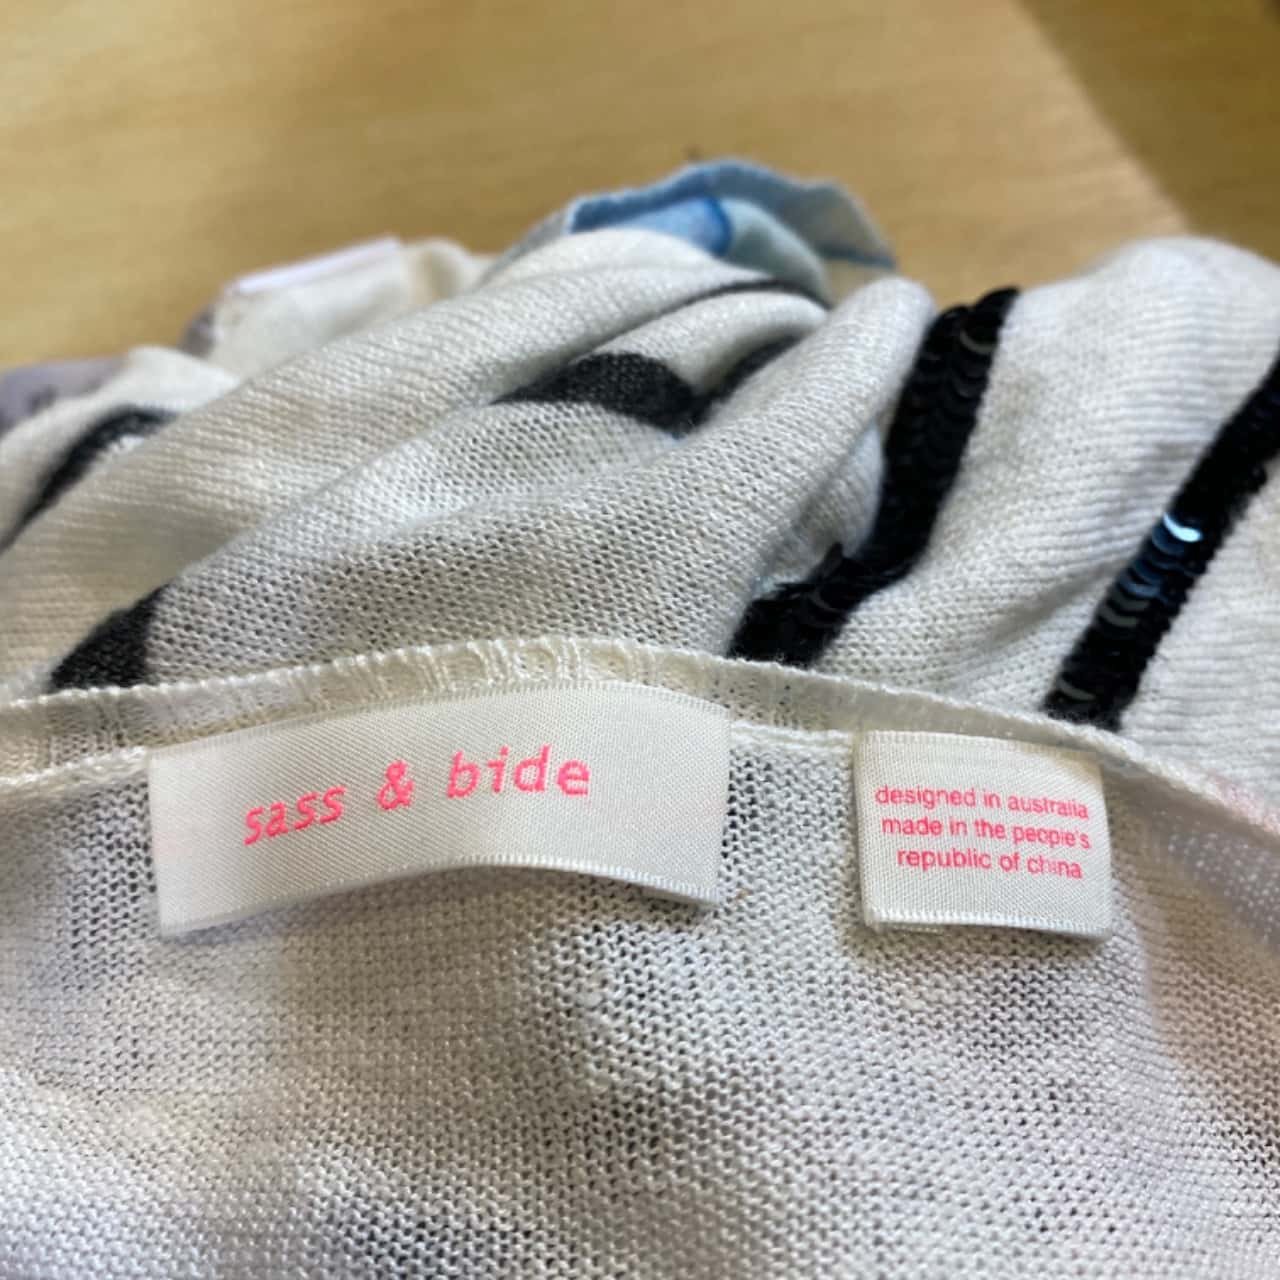 sass & bide
designed in australia
made in the people's
republic of china